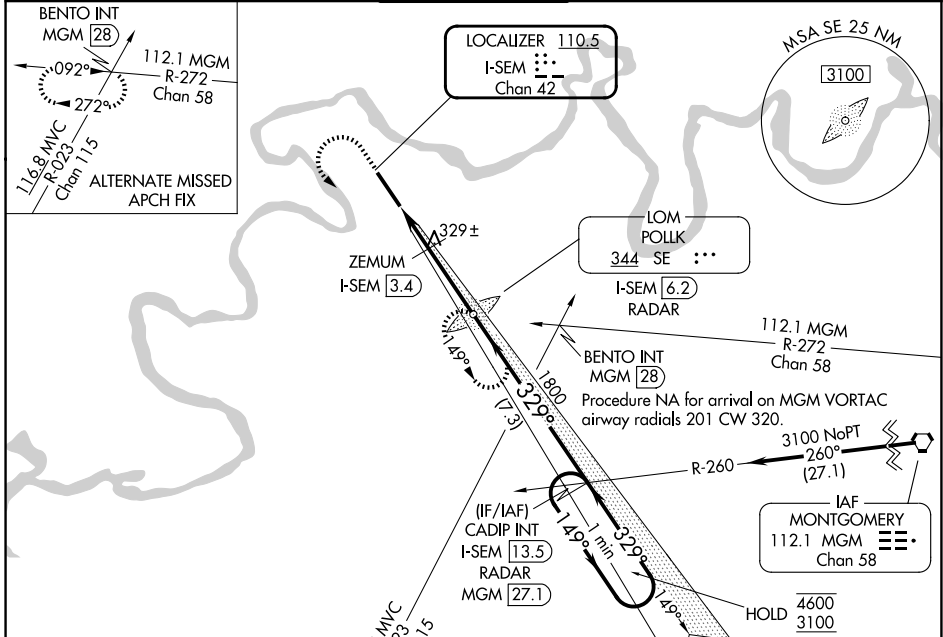 BENTO INT
MGM 28
112.1 MGM
R-272
Chan 58
092°
272°
116.8 MVC
R-023
Chan 115
ALTERNATE MISSED
APCH FIX
LOCALIZER 110.5
I-SEM
Chan 42
MSA SE 25 NM
3100
329±
ZEMUM
I-SEM 3.4
LOM
POLLK
344 SE
I-SEM 6.2
RADAR
112.1 MGM
R-272
Chan 58
BENTO INT
MGM 28
149°
(7.3)
1800
329°
Procedure NA for arrival on MGM VORTAC
airway radials 201 CW 320.
3100 NoPT
260°
(27.1)
R-260
IAF
MONTGOMERY
112.1 MGM
Chan 58
(IF/IAF)
CADIP INT
I-SEM 13.5
RADAR
MGM 27.1
149°
1 min
329°
149°
HOLD 4600
3100
MVC